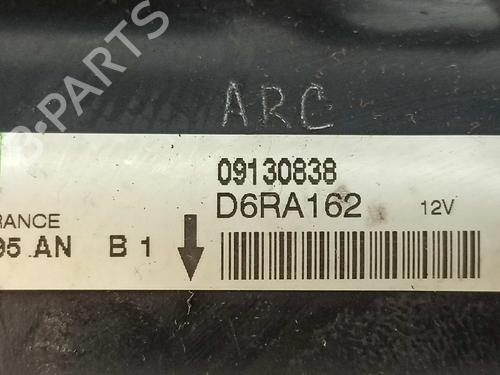 ARC
B-PARTS
09130838
D6RA162 12V
RANCE
95 AN B 1